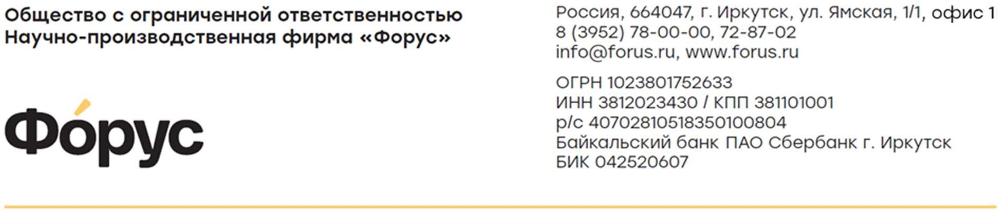 Общество с ограниченной ответственностью
Научно-производственная фирма «Форус»
Фо́рус
Россия, 664047, г. Иркутск, ул. Ямская, 1/1, офис 1
8 (3952) 78-00-00, 72-87-02
info@forus.ru, www.forus.ru
ОГРН 1023801752633
ИНН 3812023430 / КПП 381101001
р/с 40702810518350100804
Байкальский банк ПАО Сбербанк г. Иркутск
БИК 042520607